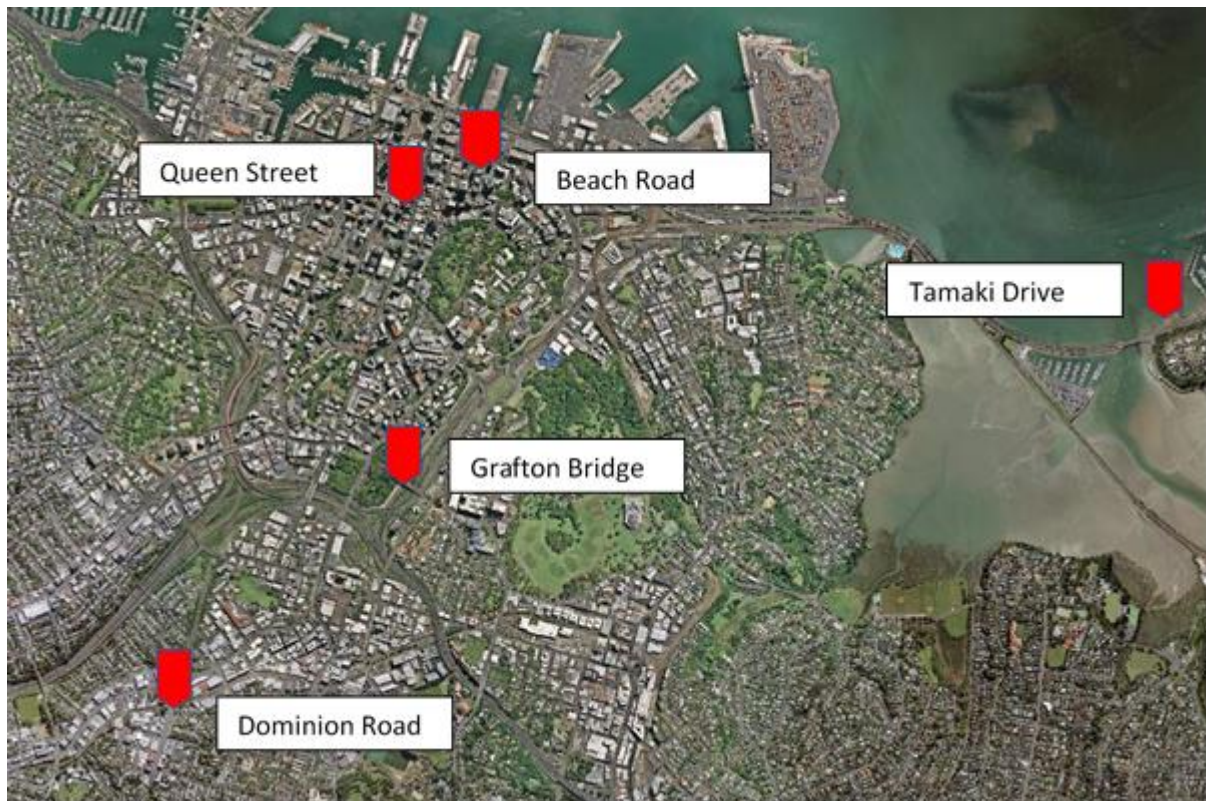 Queen Street
Beach Road
Tamaki Drive
Grafton Bridge
Dominion Road